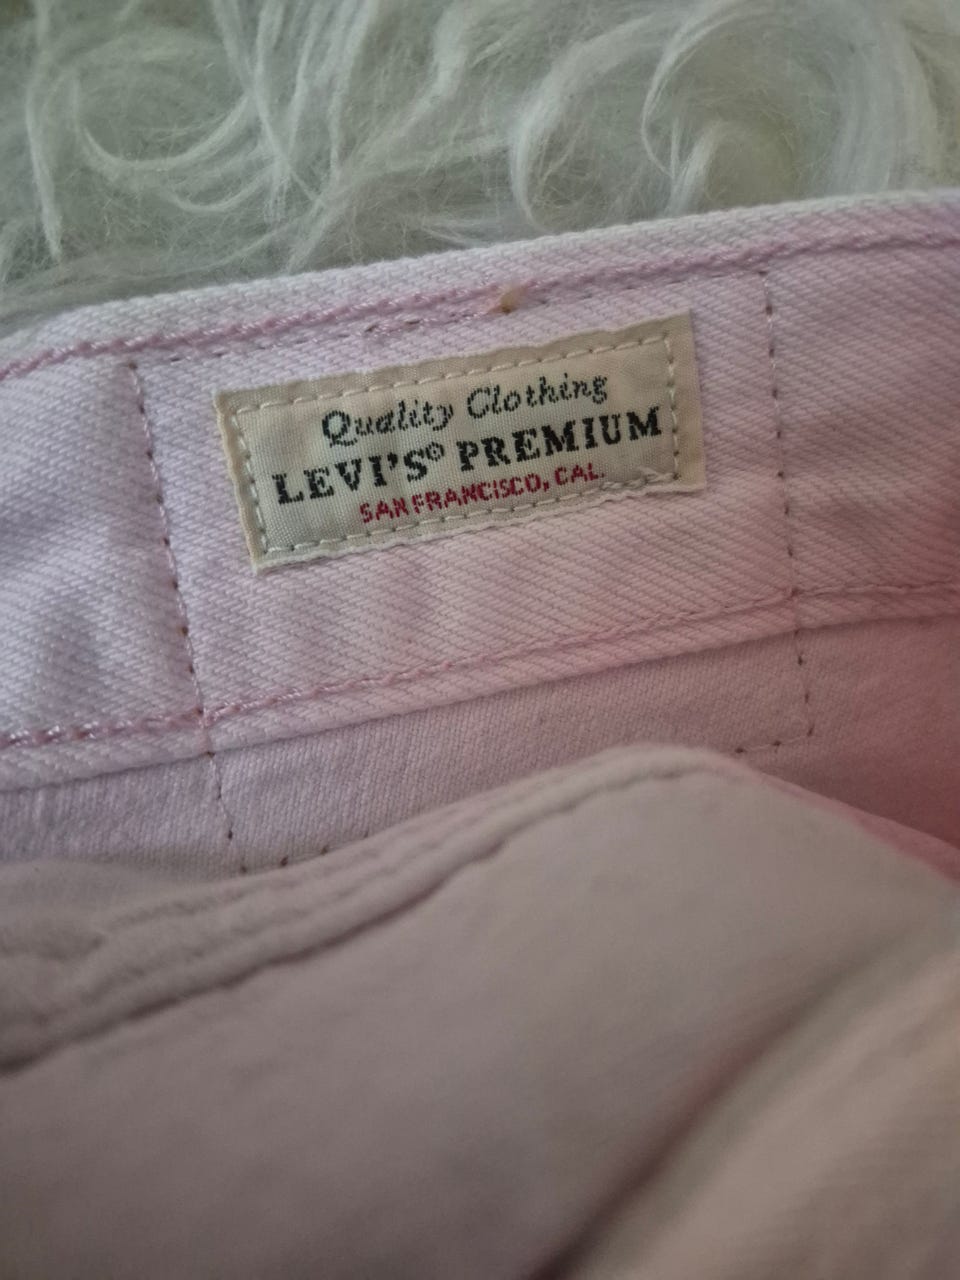 Quality Clothing
LEVI'S® PREMIUM
SAN FRANCISCO, CAL.